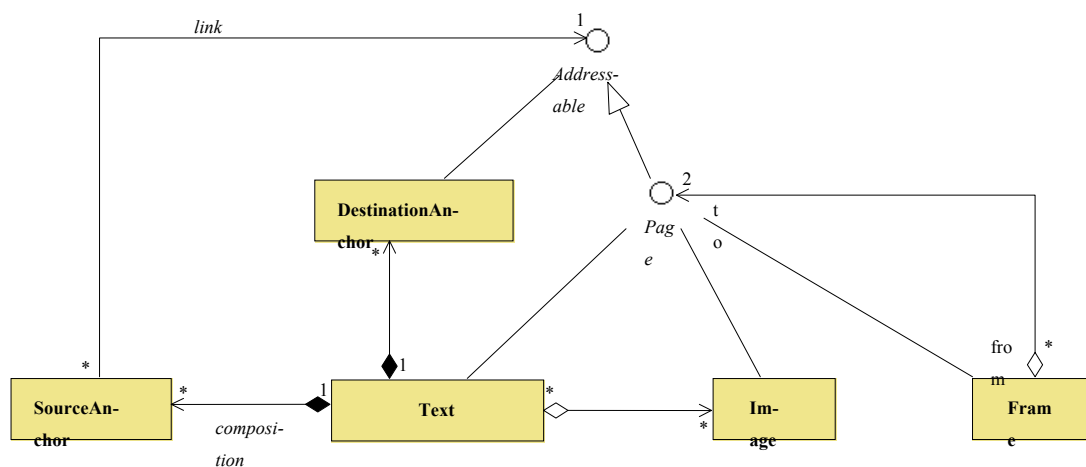 1
link
Address-
able
2
DestinationAn-
chor
*
t
o
Pag
e
*
fro
m
*
1
*
1
*
*
SourceAn-
chor
Text
Im-
age
Fram
e
composi-
tion